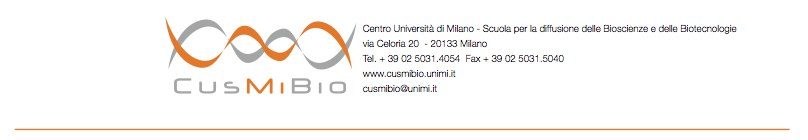 Centro Università di Milano - Scuola per la diffusione delle Bioscienze e delle Biotecnologie
via Celoria 20 - 20133 Milano
Tel. + 39 02 5031.4054 Fax + 39 02 5031.5040
www.cusmibio.unimi.it
cusmibio@unimi.it
CusMiBio